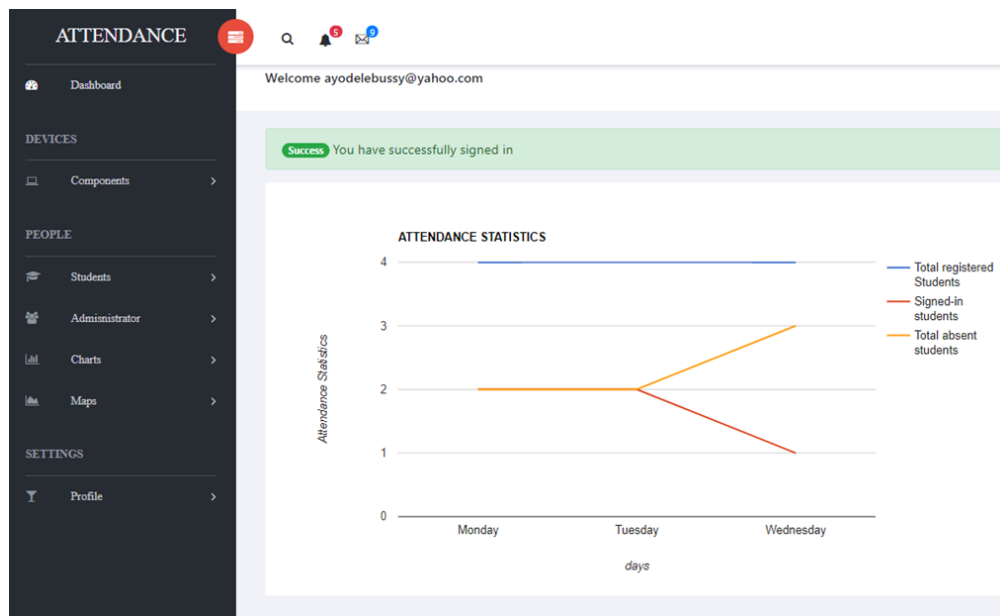 ATTENDANCE
5
9
Welcome ayodelebussy@yahoo.com
Dashboard
DEVICES
Components
PEOPLE
Students
Admisnistrator
Charts
Maps
SETTINGS
Profile
Success You have successfully signed in
ATTENDANCE STATISTICS
4
3
2
1
0
Attendance Statistics
Monday Tuesday Wednesday
days
Total registered
Students
Signed-in
students
Total absent
students